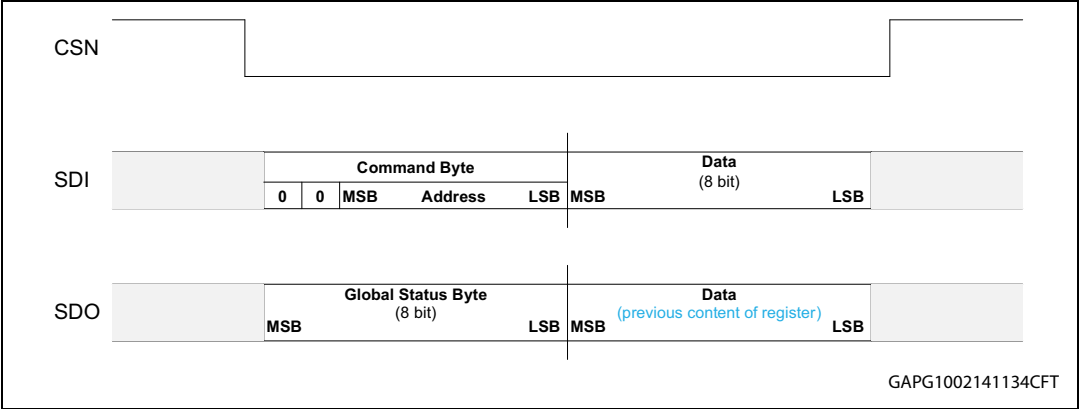 CSN
SDI
Command Byte
0 0 MSB Address LSB
Data
(8 bit)
MSB LSB
SDO
Global Status Byte
(8 bit)
MSB LSB
Data
(previous content of register)
MSB LSB
GAPG1002141134CFT